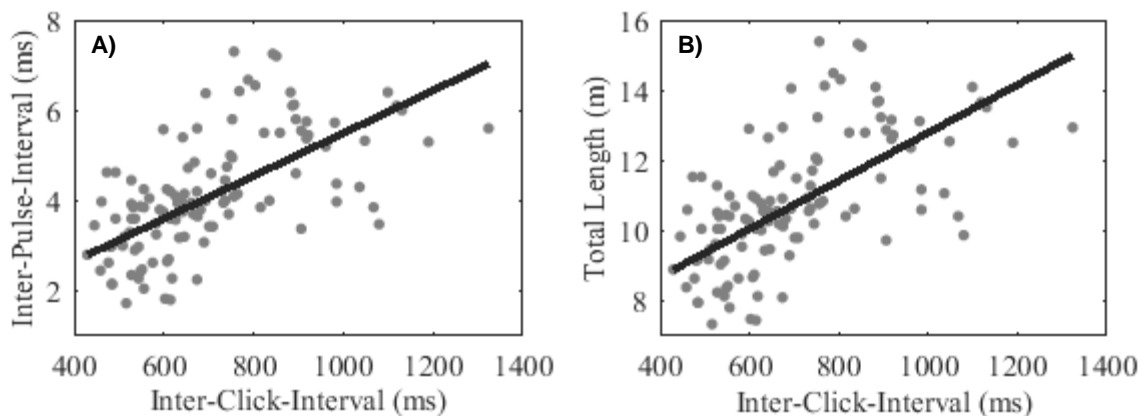 A)
Inter-Pulse-Interval (ms)
8
6
4
2
400 600 800 1000 1200 1400
Inter-Click-Interval (ms)
B)
Total Length (m)
16
14
12
10
8
400 600 800 1000 1200 1400
Inter-Click-Interval (ms)